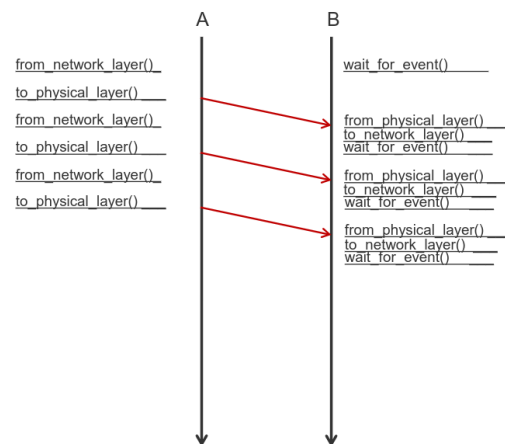 A
B
from_network_layer()
to_physical_layer()
from_network_layer()
to_physical_layer()
from_network_layer()
to_physical_layer()
wait_for_event()
from_physical_layer()
to_network_layer()
wait_for_event()
from_physical_layer()
to_network_layer()
wait_for_event()
from_physical_layer()
to_network_layer()
wait_for_event()